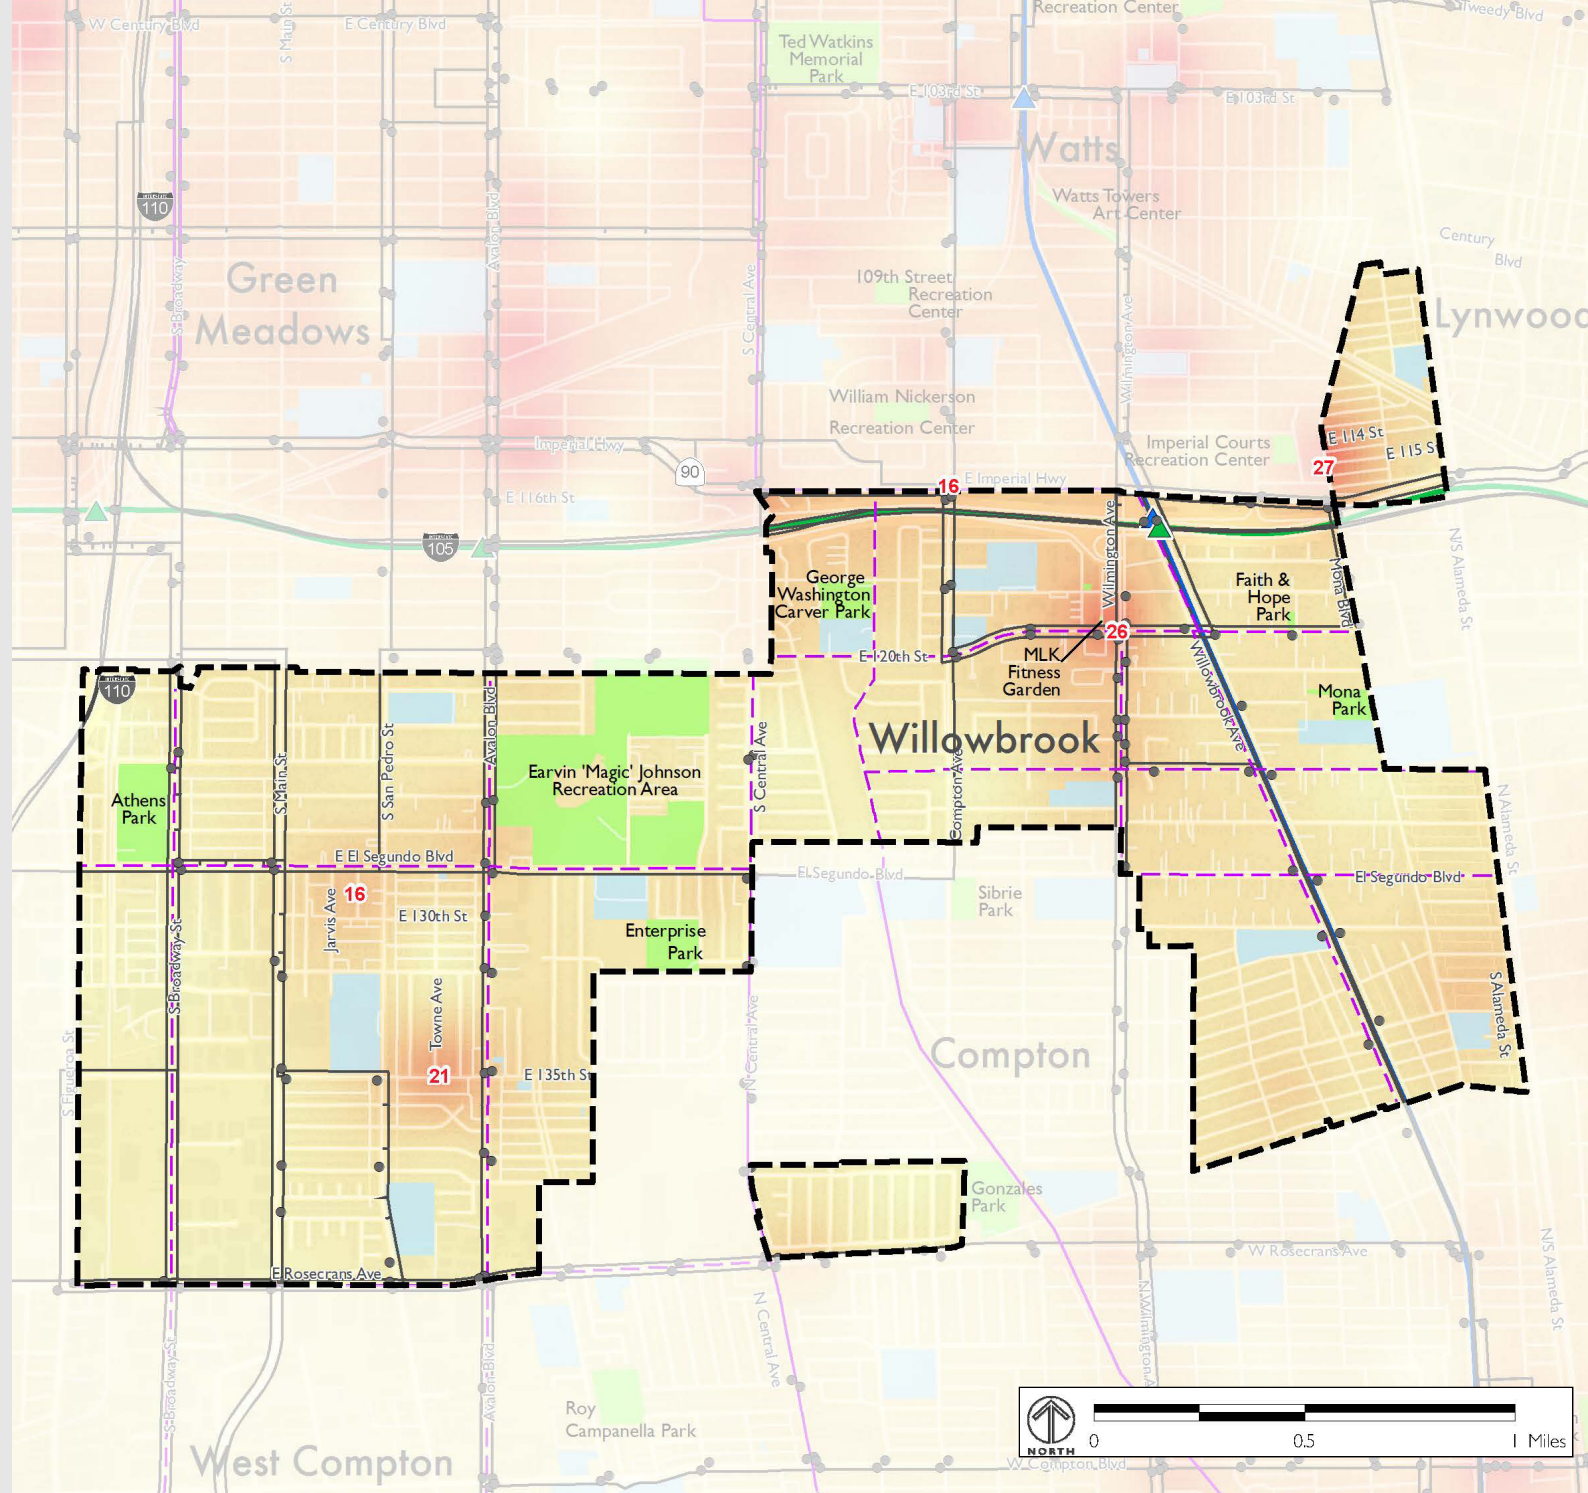 Recreation Center
W Century Blvd
S Main St
E Century Blvd
Tweedy Blvd
Ted Watkins
Memorial
Park
E 103rd St
E 103rd St
Watts
110
Watts Towers
Art Center
Avalon Blvd
Century
Blvd
Green
Meadows
S Broadway
109th Street
Recreation
Center
S Central Ave
Wilmington Ave
Lynwood
William Nickerson
Recreation Center
Imperial Hwy
Imperial Courts
Recreation Center
E 114 St
E 115 St
27
90
E 116th St
16
E Imperial Hwy
105
Wilmington Ave
N/S Alameda St
George
Washington
Carver Park
Faith &
Hope
Park
Mona Blvd
26
E 120th St
MLK
Fitness
Garden
Willowbrook Ave
Mona
Park
110
Avalon Blvd
S San Pedro St
S Main St
S Central Ave
Willowbrook
Compton Ave
Earvin 'Magic' Johnson
Recreation Area
Athens
Park
N Alameda St
E El Segundo Blvd
El Segundo Blvd
El Segundo Blvd
16
Jarvis Ave
E 130th St
Sibrie
Park
Enterprise
Park
S Broadway St
Towne Ave
S Alameda St
S Figueroa St
N Central Ave
Compton
21
E 135th St
Gonzales
Park
E Rosecrans Ave
W Rosecrans Ave
N/S Alameda St
N Central Ave
N Wilmington A
S Broadway St
Avalon Blvd
Roy
Campanella Park
West Compton
W Compton Blvd
NORTH
0
0.5
1 Miles